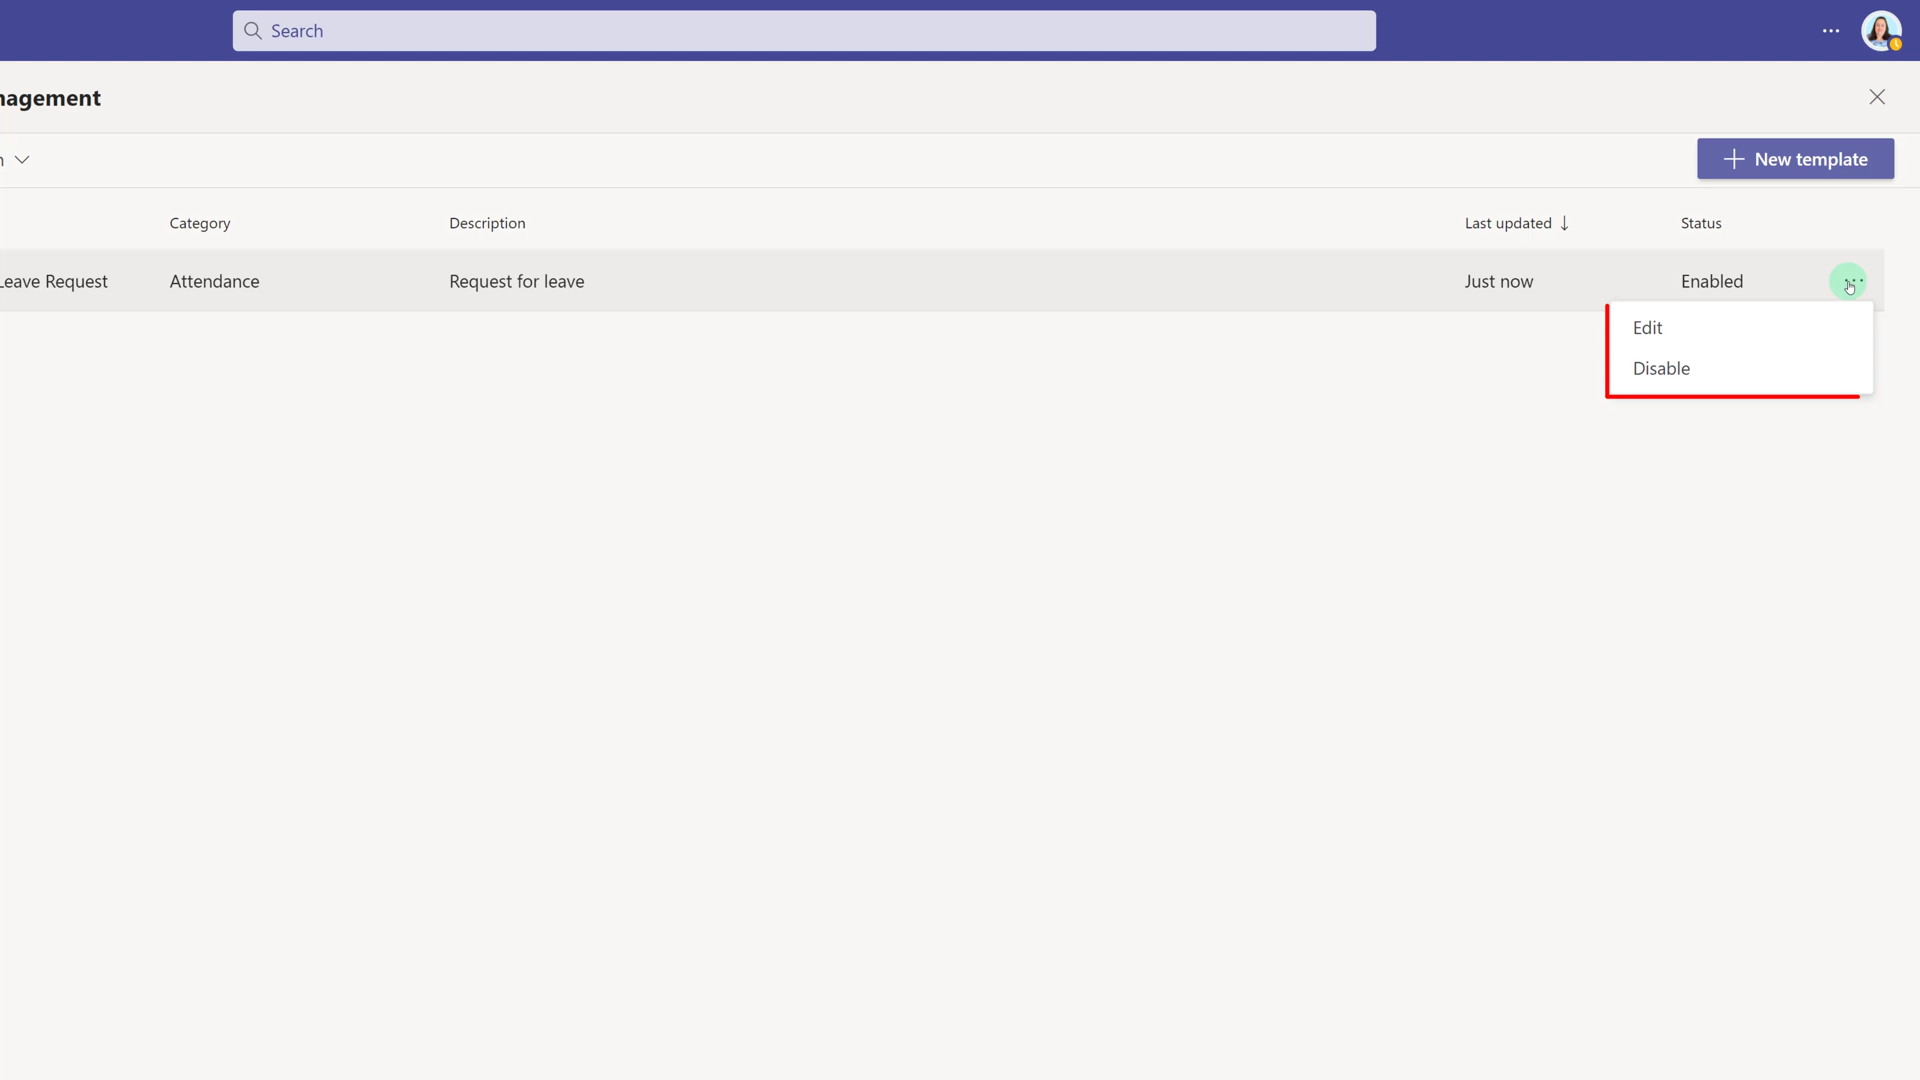 Search
nagement
New template
Category Description Last updated Status
Leave Request Attendance Request for leave Just now Enabled
Edit
Disable